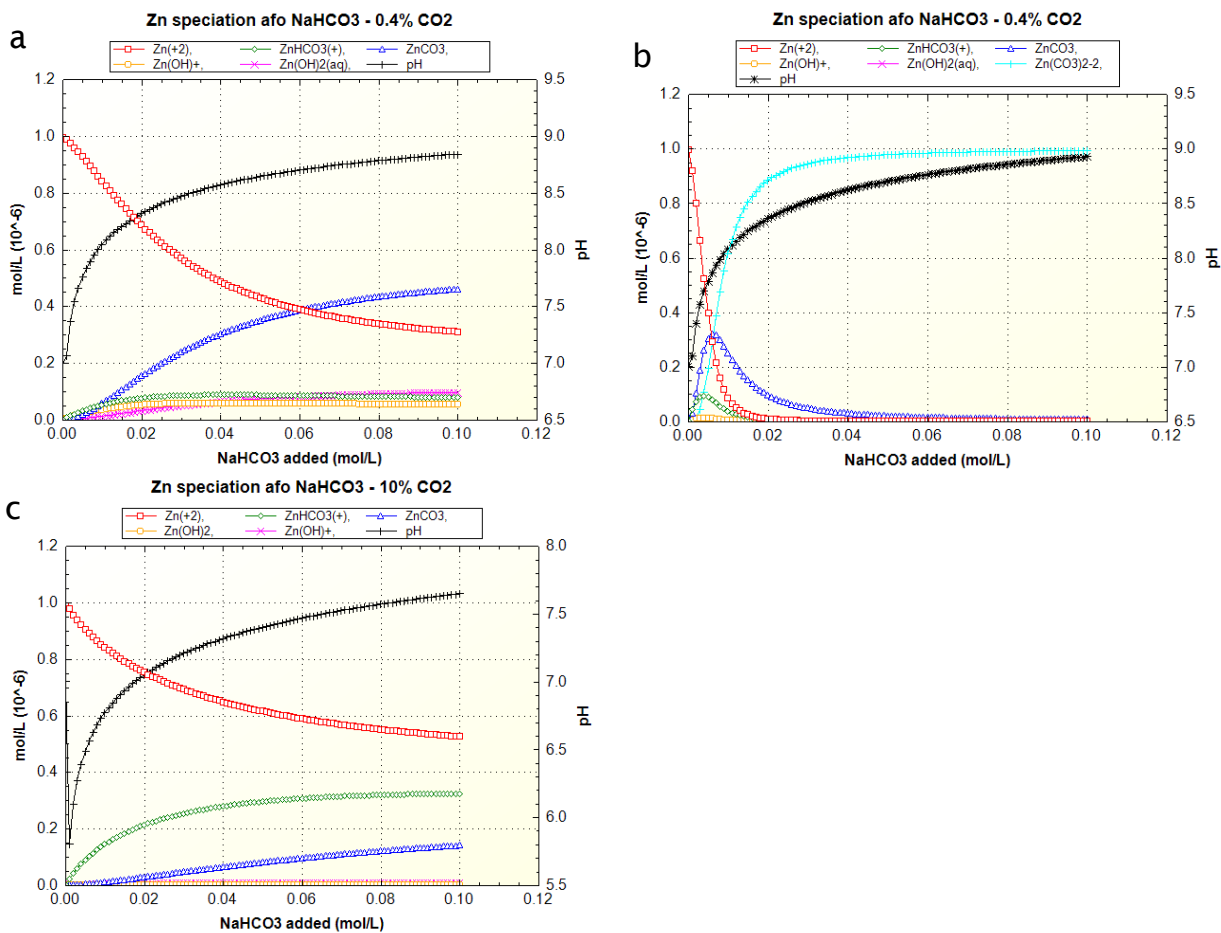 a
Zn speciation afo NaHCO3 - 0.4% CO2
Zn(+2), ZnHCO3(+), ZnCO3,
Zn(OH)+, Zn(OH)2(aq), pH
1.2
1.0
0.8
0.6
0.4
0.2
0.0
mol/L (10^-6)
9.5
9.0
8.5
8.0
7.5
7.0
6.5
pH
0.00 0.02 0.04 0.06 0.08 0.10 0.12
NaHCO3 added (mol/L)
b
Zn speciation afo NaHCO3 - 0.4% CO2
Zn(+2), ZnHCO3(+), ZnCO3,
Zn(OH)+, Zn(OH)2(aq), Zn(CO3)2-2,
pH
1.2
1.0
0.8
0.6
0.4
0.2
0.0
mol/L (10^-6)
9.5
9.0
8.5
8.0
7.5
7.0
6.5
pH
0.00 0.02 0.04 0.06 0.08 0.10 0.12
NaHCO3 added (mol/L)
c
Zn speciation afo NaHCO3 - 10% CO2
Zn(+2), ZnHCO3(+), ZnCO3,
Zn(OH)2, Zn(OH)+, pH
1.2
1.0
0.8
0.6
0.4
0.2
0.0
mol/L (10^-6)
8.0
7.5
7.0
6.5
6.0
5.5
pH
0.00 0.02 0.04 0.06 0.08 0.10 0.12
NaHCO3 added (mol/L)